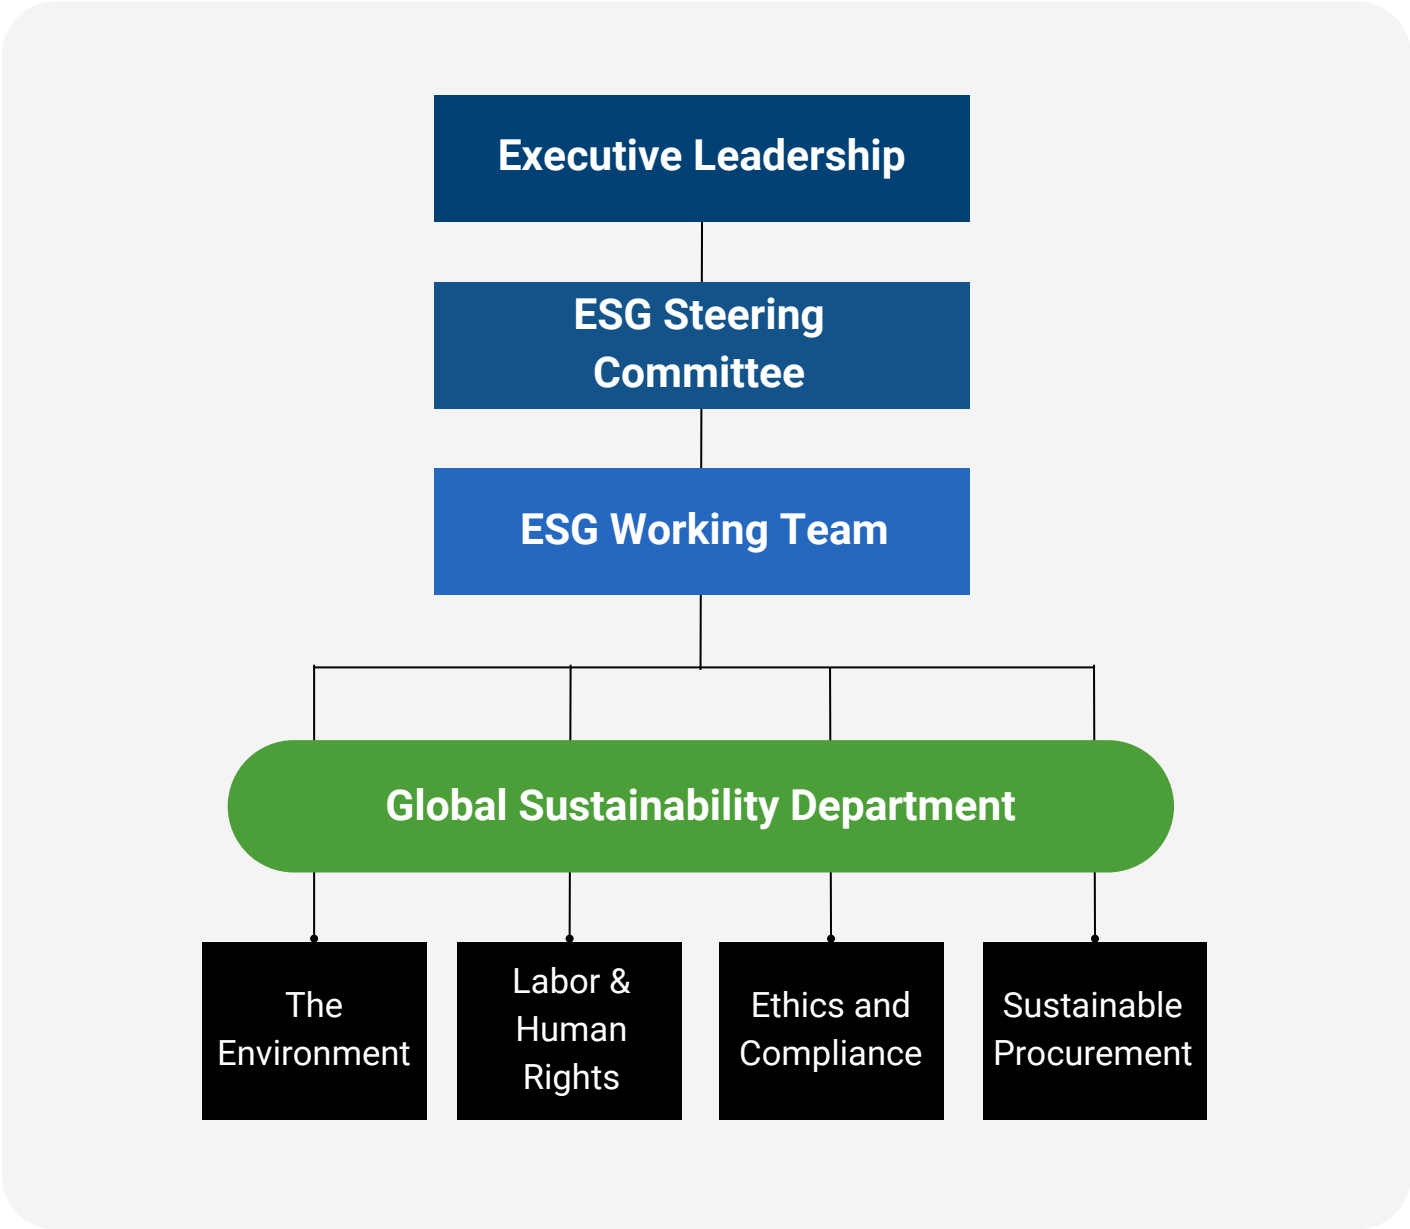 Executive Leadership
ESG Steering
Committee
ESG Working Team
Global Sustainability Department
The
Environment
Labor &
Human
Rights
Ethics and
Compliance
Sustainable
Procurement